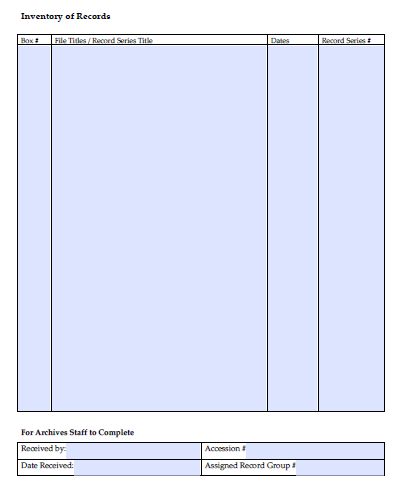 Inventory of Records
Box # File Titles / Record Series Title Dates Record Series #
For Archives Staff to Complete
Received by: Accession #
Date Received: Assigned Record Group #